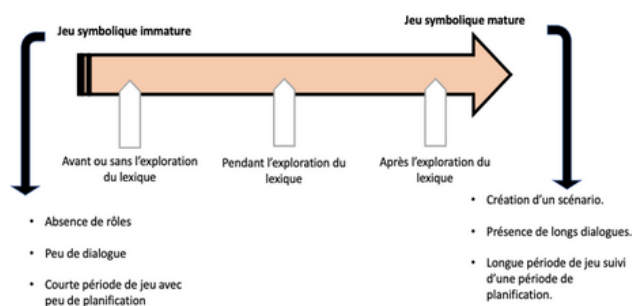 Jeu symbolique immature
Jeu symbolique mature
Avant ou sans l'exploration
du lexique
Pendant l'exploration du
lexique
Après l'exploration du
lexique
• Absence de rôles
• Peu de dialogue
• Courte période de jeu avec
peu de planification
• Création d'un scénario.
• Présence de longs dialogues.
• Longue période de jeu suivi
d'une période de
planification.